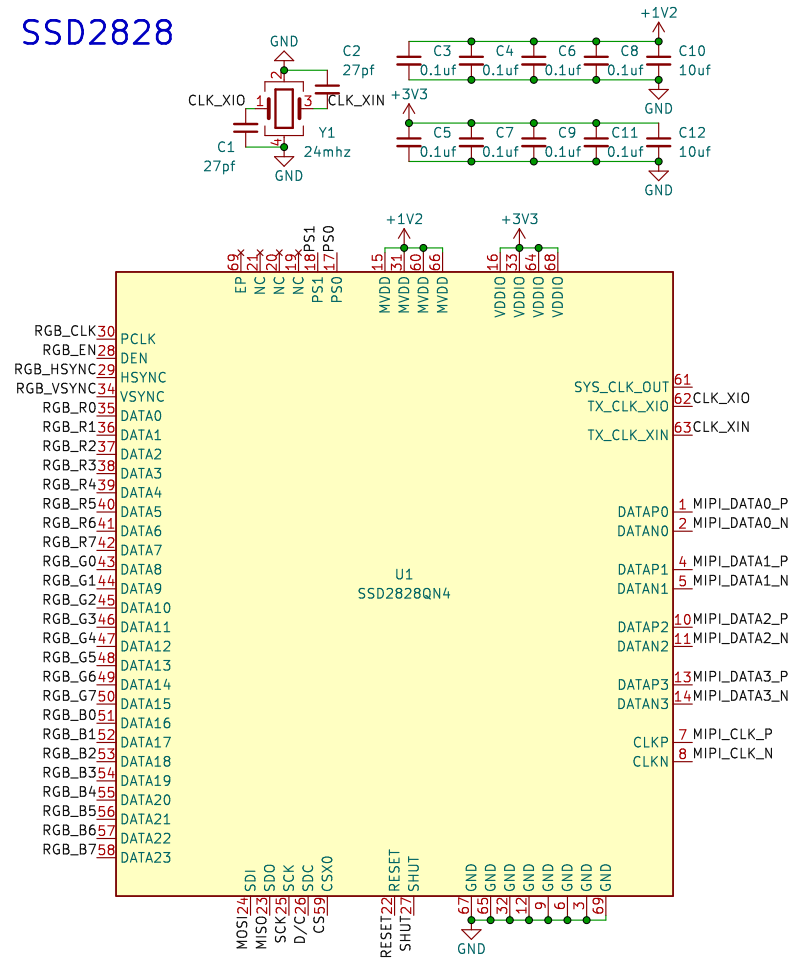 SSD2828
GND
2
C2
27pf
CLK_XIO
1
3
CLK_XIN
C1
27pf
4
GND
Y1
24mhz
+1V2
C3
0.1uf
C4
0.1uf
C6
0.1uf
C8
0.1uf
C10
10uf
GND
+3V3
C5
0.1uf
C7
0.1uf
C9
0.1uf
C11
0.1uf
C12
10uf
GND
69 EP
21 NC
20 NC
19 NC
PS1 18 PS1
PS0 17 PS0
+1V2
15 MVDD
31 MVDD
60 MVDD
66 MVDD
+3V3
16 VDDIO
33 VDDIO
64 VDDIO
68 VDDIO
RGB_CLK 30 PCLK
RGB_EN 28 DEN
RGB_HSYNC 29 HSYNC
RGB_VSYNC 34 VSYNC
RGB_R0 35 DATA0
RGB_R1 36 DATA1
RGB_R2 37 DATA2
RGB_R3 38 DATA3
RGB_R4 39 DATA4
RGB_R5 40 DATA5
RGB_R6 41 DATA6
RGB_R7 42 DATA7
RGB_G0 43 DATA8
RGB_G1 44 DATA9
RGB_G2 45 DATA10
RGB_G3 46 DATA11
RGB_G4 47 DATA12
RGB_G5 48 DATA13
RGB_G6 49 DATA14
RGB_G7 50 DATA15
RGB_B0 51 DATA16
RGB_B1 52 DATA17
RGB_B2 53 DATA18
RGB_B3 54 DATA19
RGB_B4 55 DATA20
RGB_B5 56 DATA21
RGB_B6 57 DATA22
RGB_B7 58 DATA23
U1
SSD2828QN4
SYS_CLK_OUT 61
TX_CLK_XIO 62 CLK_XIO
TX_CLK_XIN 63 CLK_XIN
DATAP0 1 MIPI_DATA0_P
DATAN0 2 MIPI_DATA0_N
DATAP1 4 MIPI_DATA1_P
DATAN1 5 MIPI_DATA1_N
DATAP2 10 MIPI_DATA2_P
DATAN2 11 MIPI_DATA2_N
DATAP3 13 MIPI_DATA3_P
DATAN3 14 MIPI_DATA3_N
CLKP 7 MIPI_CLK_P
CLKN 8 MIPI_CLK_N
MOSI 24 SDI
MISO 23 SDO
SCK 25 SCK
D/C 26 SDC
CS 59 CSX0
RESET 22 RESET
SHUT 27 SHUT
67 GND
65 GND
32 GND
12 GND
9 GND
6 GND
3 GND
69 GND
GND